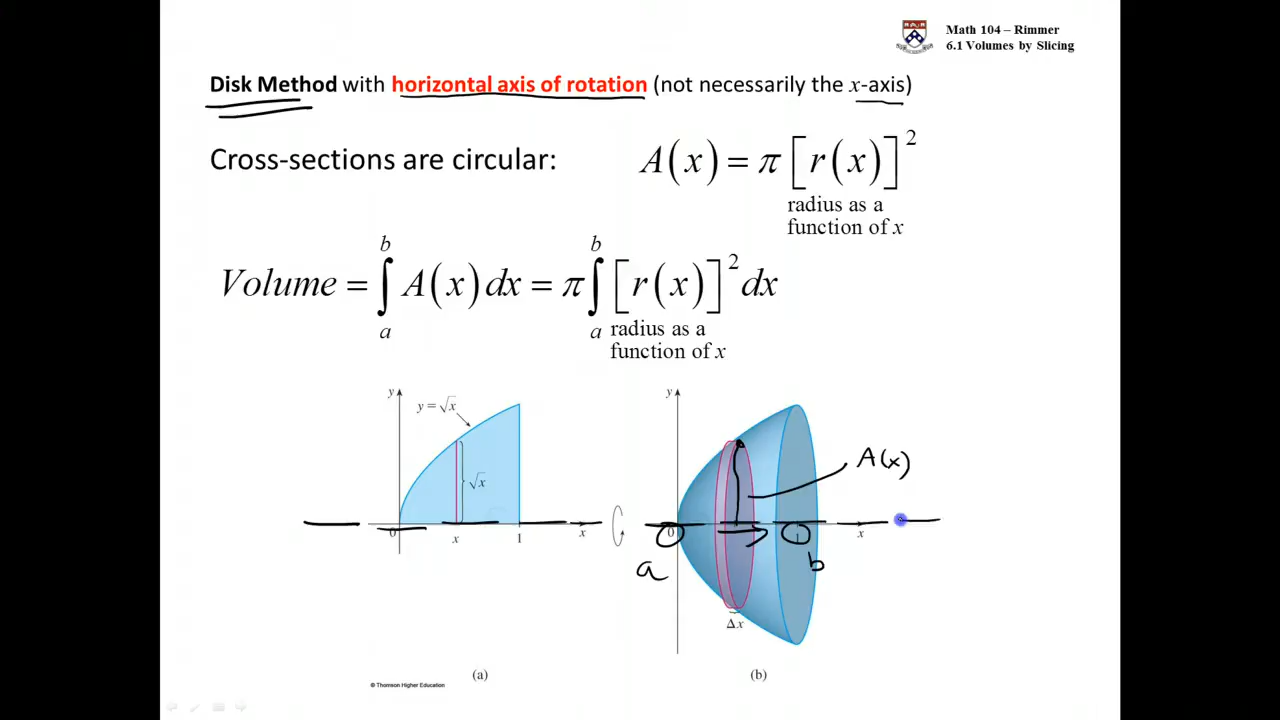 Math 104 – Rimmer
6.1 Volumes by Slicing
Disk Method with horizontal axis of rotation (not necessarily the x-axis)
Cross-sections are circular: A(x) = π[r(x)]²
radius as a
function of x
Volume = ∫ₐᵇ A(x) dx = π ∫ₐᵇ [r(x)]² dx
radius as a
function of x
y
y = √x
√x
0
x
1
x
(a)
© Thomson Higher Education
y
A(x)
0
1
x
a
b
Δx
(b)